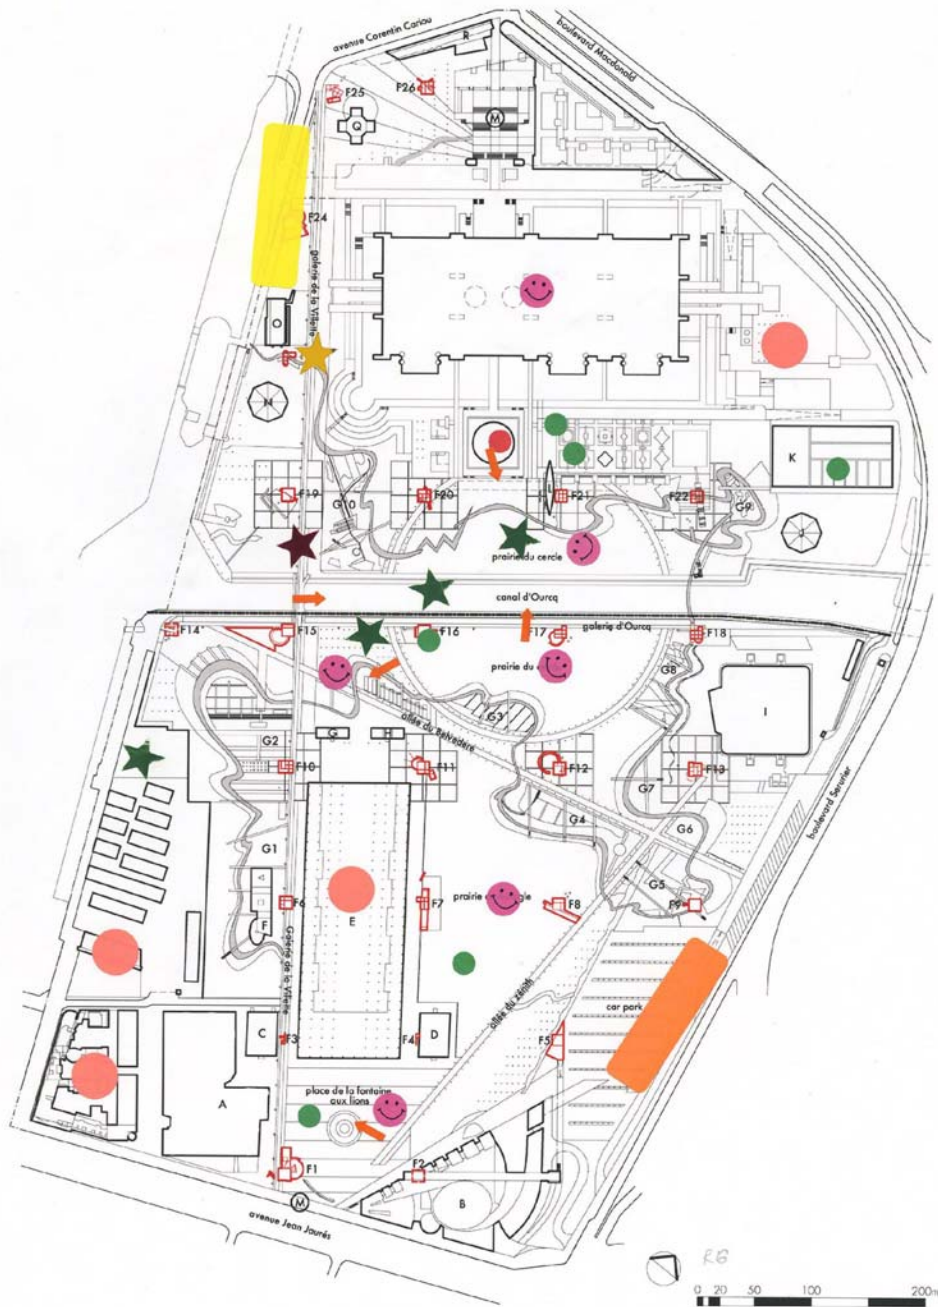 avenue Corentin Cariou
boulevard Macdonald
R
F26
F25
M
Q
F24
galerie de la Villette
O
N
K
F19
G10
F20
L
F21
F22
G9
J
prairie du cercle
canal d'Ourcq
F14
F15
F16
F17
galerie d'Ourcq
F18
prairie du
G8
I
G3
allée du Belvédère
G2
G
H
F10
F11
F12
F13
G7
boulevard Serurier
G4
G6
G1
G5
F6
F
E
F7
prairie
gle
F8
F9
Galerie de la Villette
allée du zénith
car park
C
F3
F4
D
F5
A
place de la fontaine
aux lions
F1
F2
M
B
avenue Jean Jaurés
RG
0 20 50 100 200m